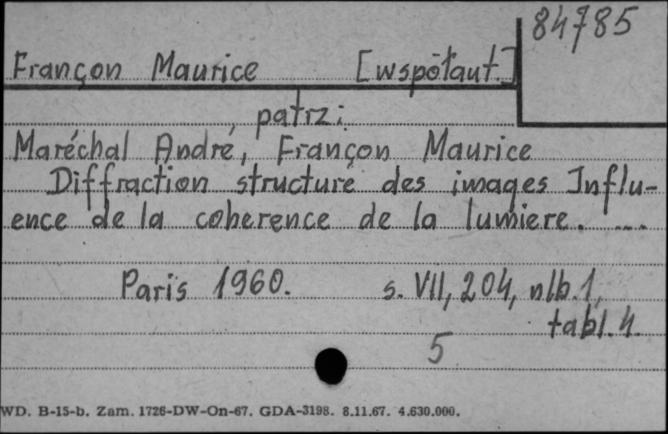 84785
Françon Maurice [współaut.]
patrz:
Maréchal André, Françon Maurice
Diffraction structure des images Influ-
ence de la coherence de la lumiere. ....
Paris 1960. s. VII, 204, nlb. 1,
tabl. 4.
5
WD. B-15-b. Zam. 1726-DW-On-67. GDA-3198. 8.11.67. 4.630.000.